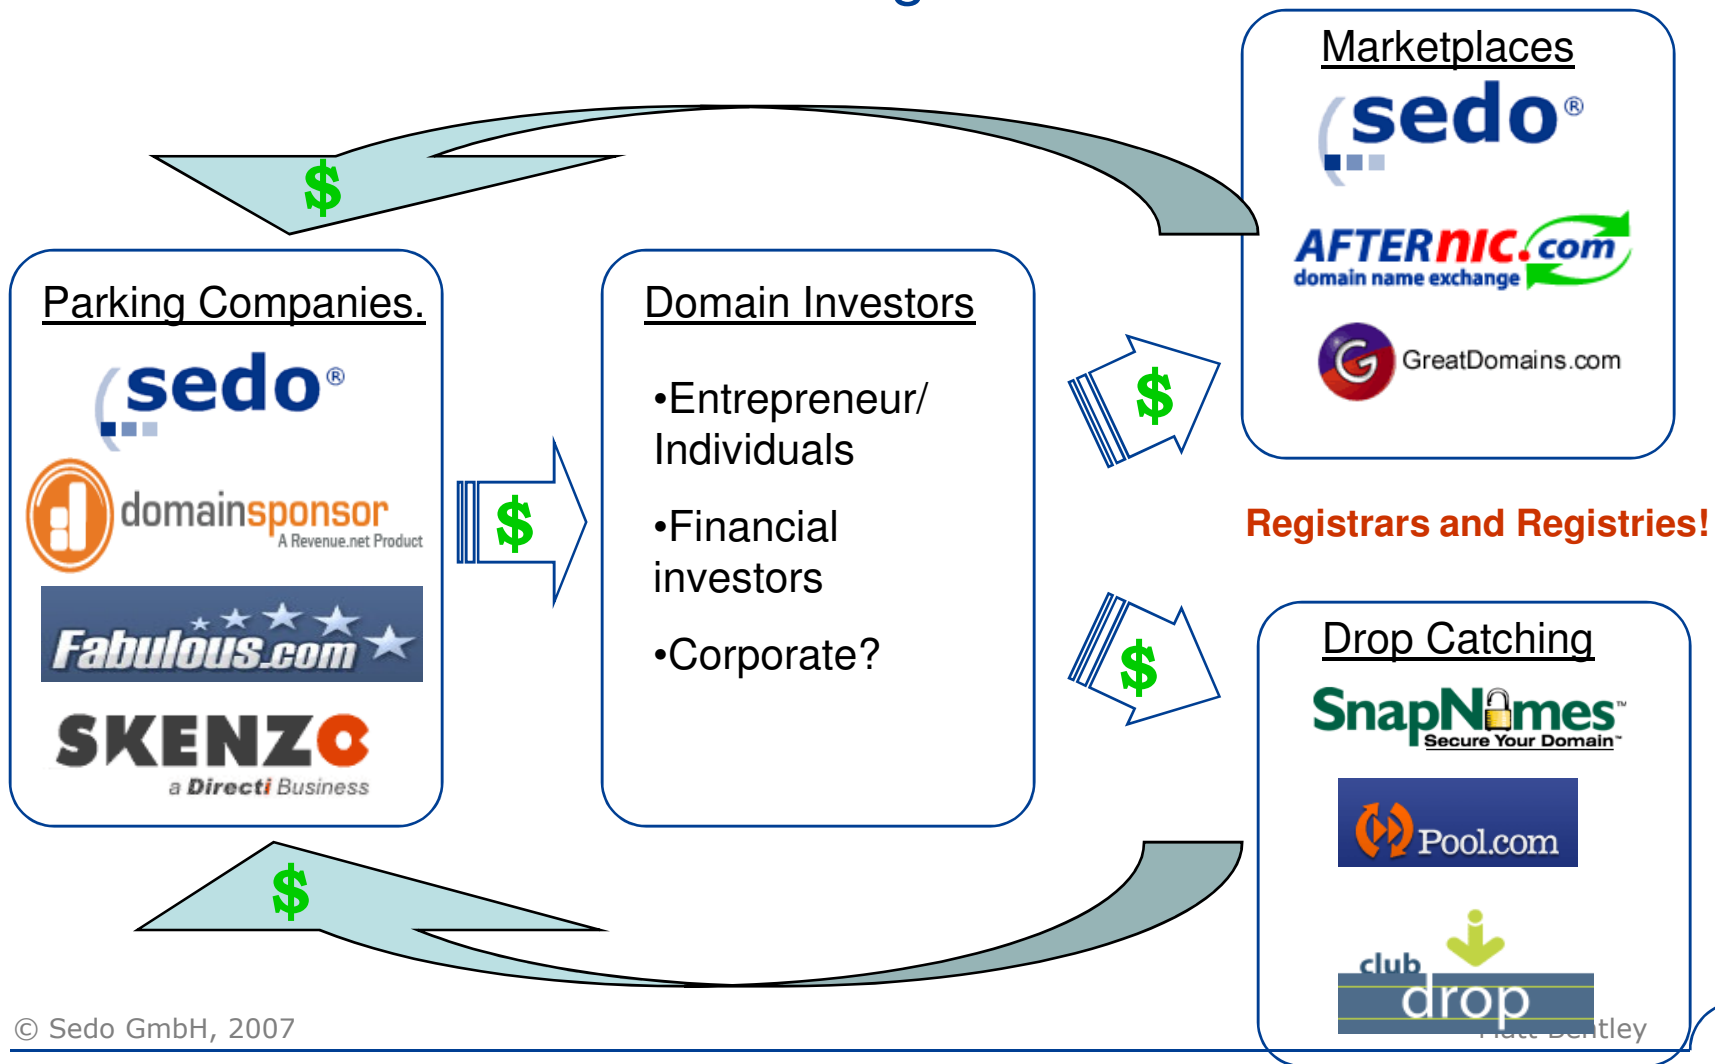 Marketplaces
sedo®
AFTERNIC.com
domain name exchange
G
GreatDomains.com
$
$
Parking Companies.
sedo®
domainsponsor
A Revenue.net Product
Fabulous.com
SKENZO
a Directi Business
$
Domain Investors
•Entrepreneur/
Individuals
•Financial
investors
•Corporate?
$
Registrars and Registries!
Drop Catching
SnapNames™
Secure Your Domain™
Pool.com
club
drop
$
© Sedo GmbH, 2007
Matt Bentley